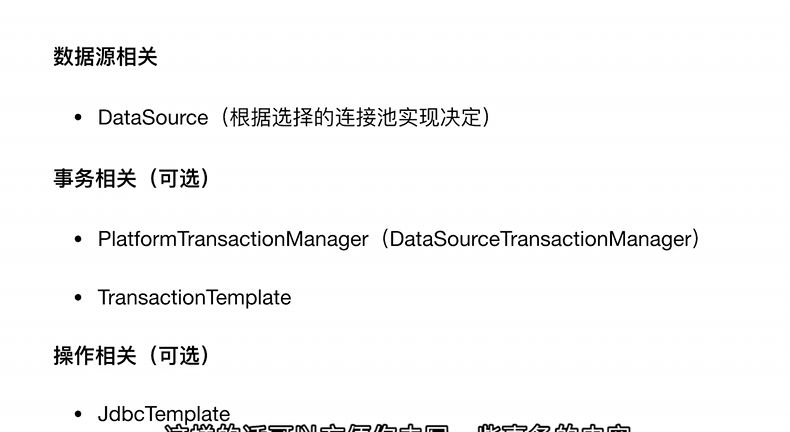 数据源相关
• DataSource（根据选择的连接池实现决定）
事务相关（可选）
• PlatformTransactionManager（DataSourceTransactionManager）
• TransactionTemplate
操作相关（可选）
• JdbcTemplate